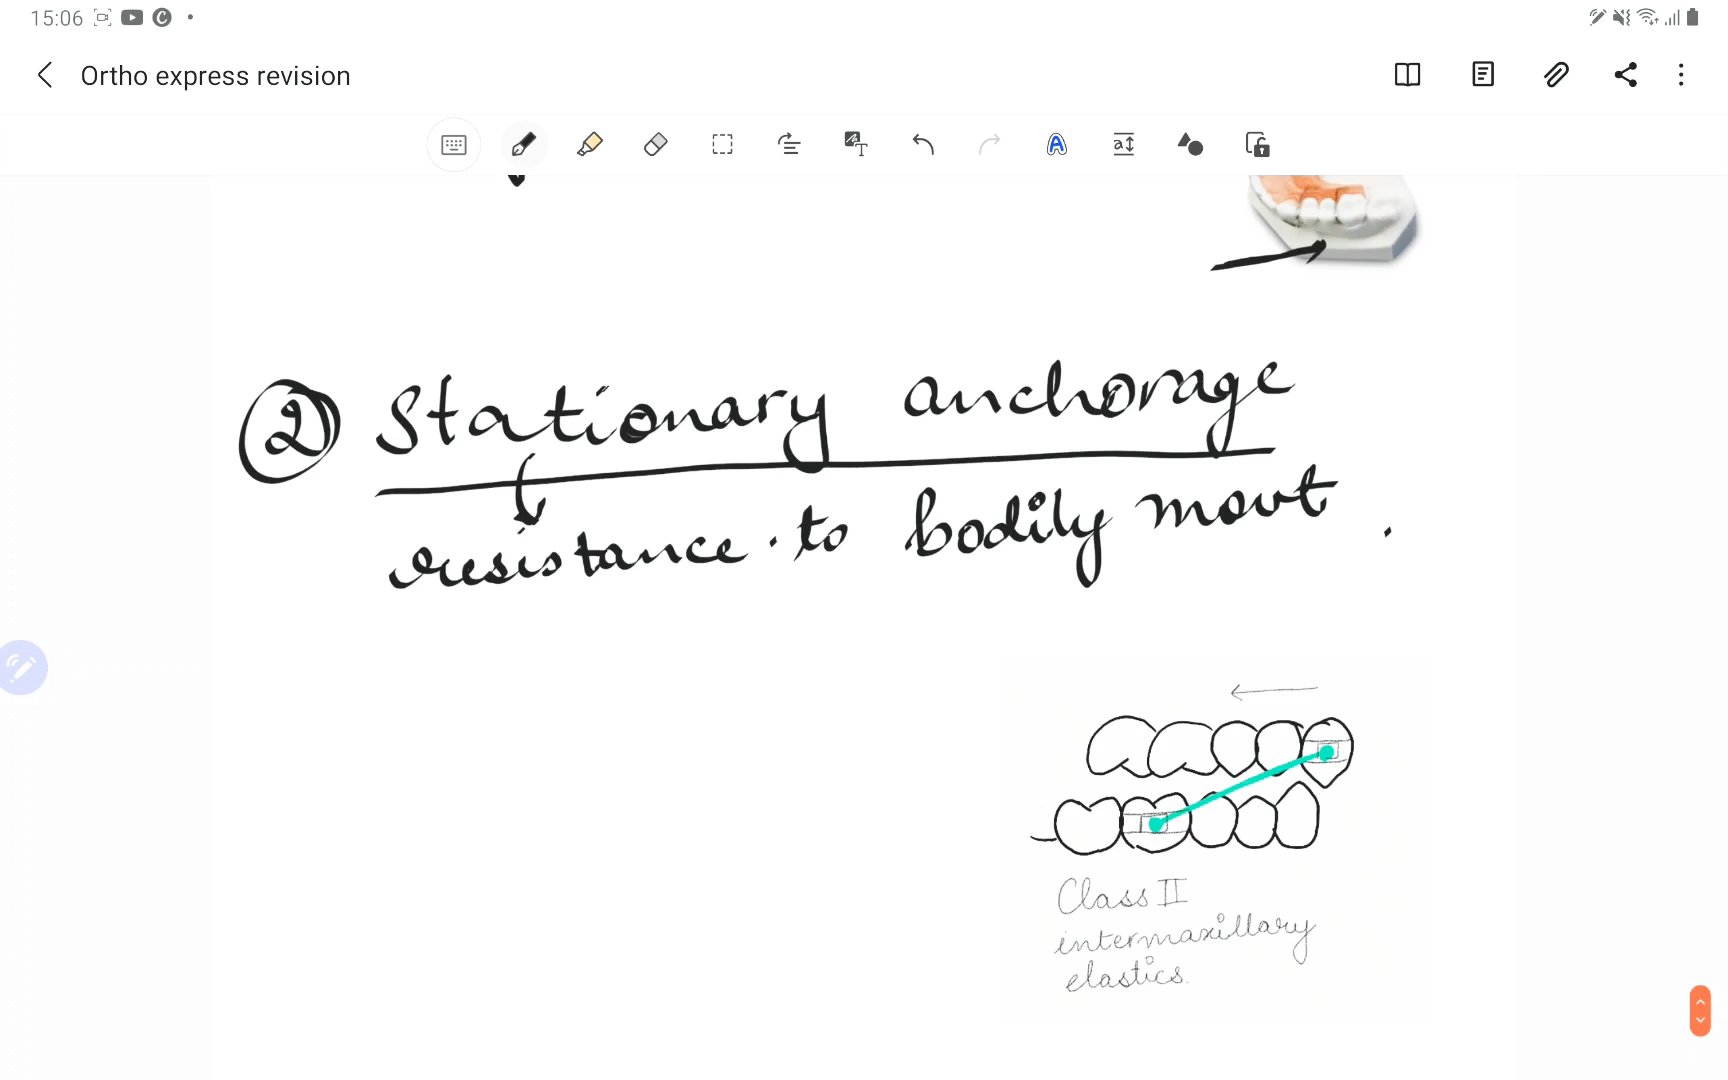 15:06
Ortho express revision
② Stationary anchorage
resistance. to bodily movt.
Class II
intermaxillary
elastics.